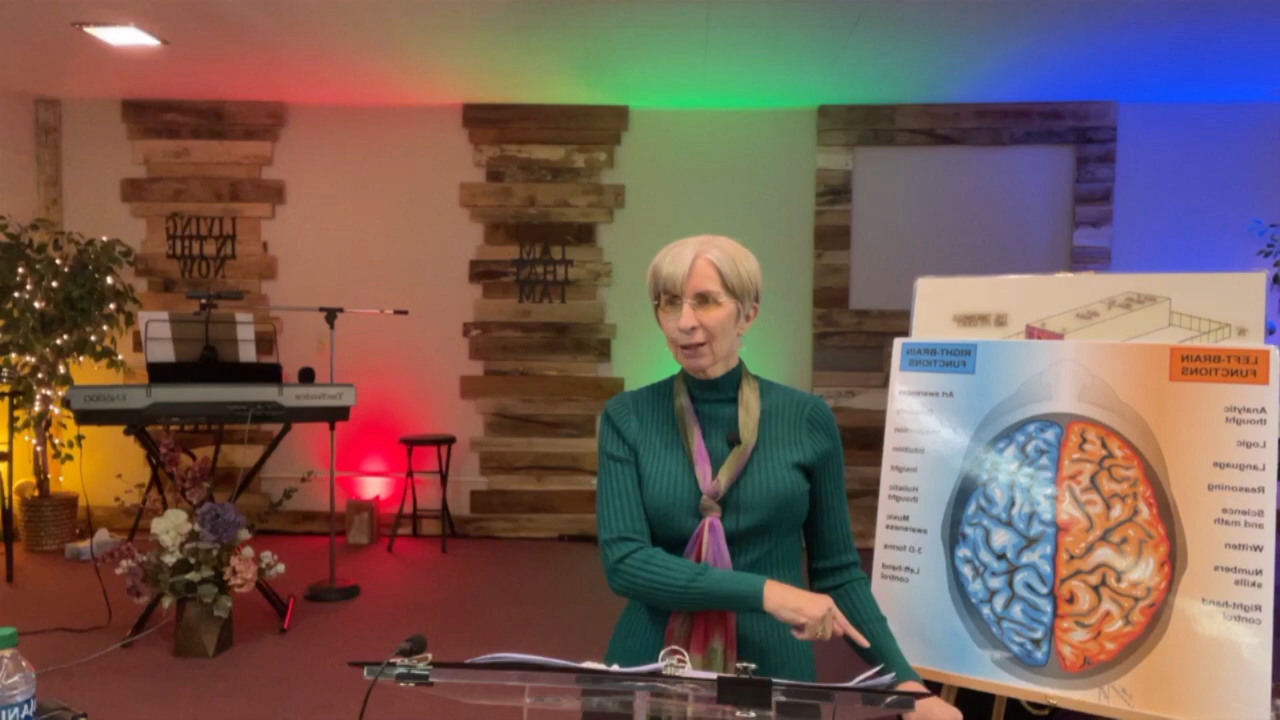 LIVING
IN THE
NOW
I AM
THAT
I AM
Technics
KN6000
RIGHT-BRAIN
FUNCTIONS
LEFT-BRAIN
FUNCTIONS
Art awareness
Intuition
Insight
Holistic
thought
Music
awareness
3-D forms
Left-hand
control
Analytic
thought
Logic
Language
Reasoning
Science
and math
Written
Numbers
skills
Right-hand
control